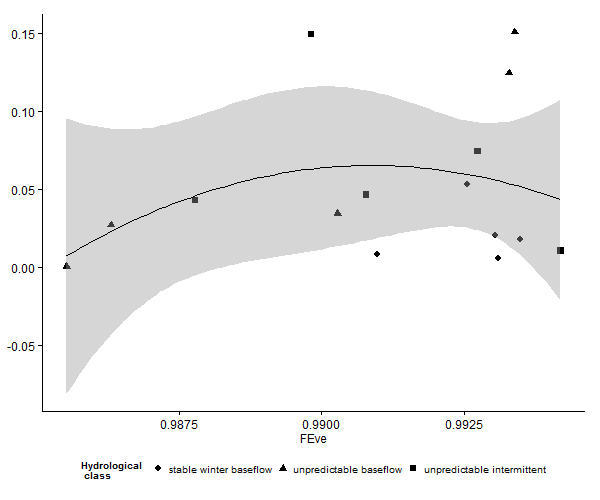 0.15
0.10
0.05
0.00
-0.05
0.9875 0.9900 0.9925
FEve
Hydrological class stable winter baseflow unpredictable baseflow unpredictable intermittent